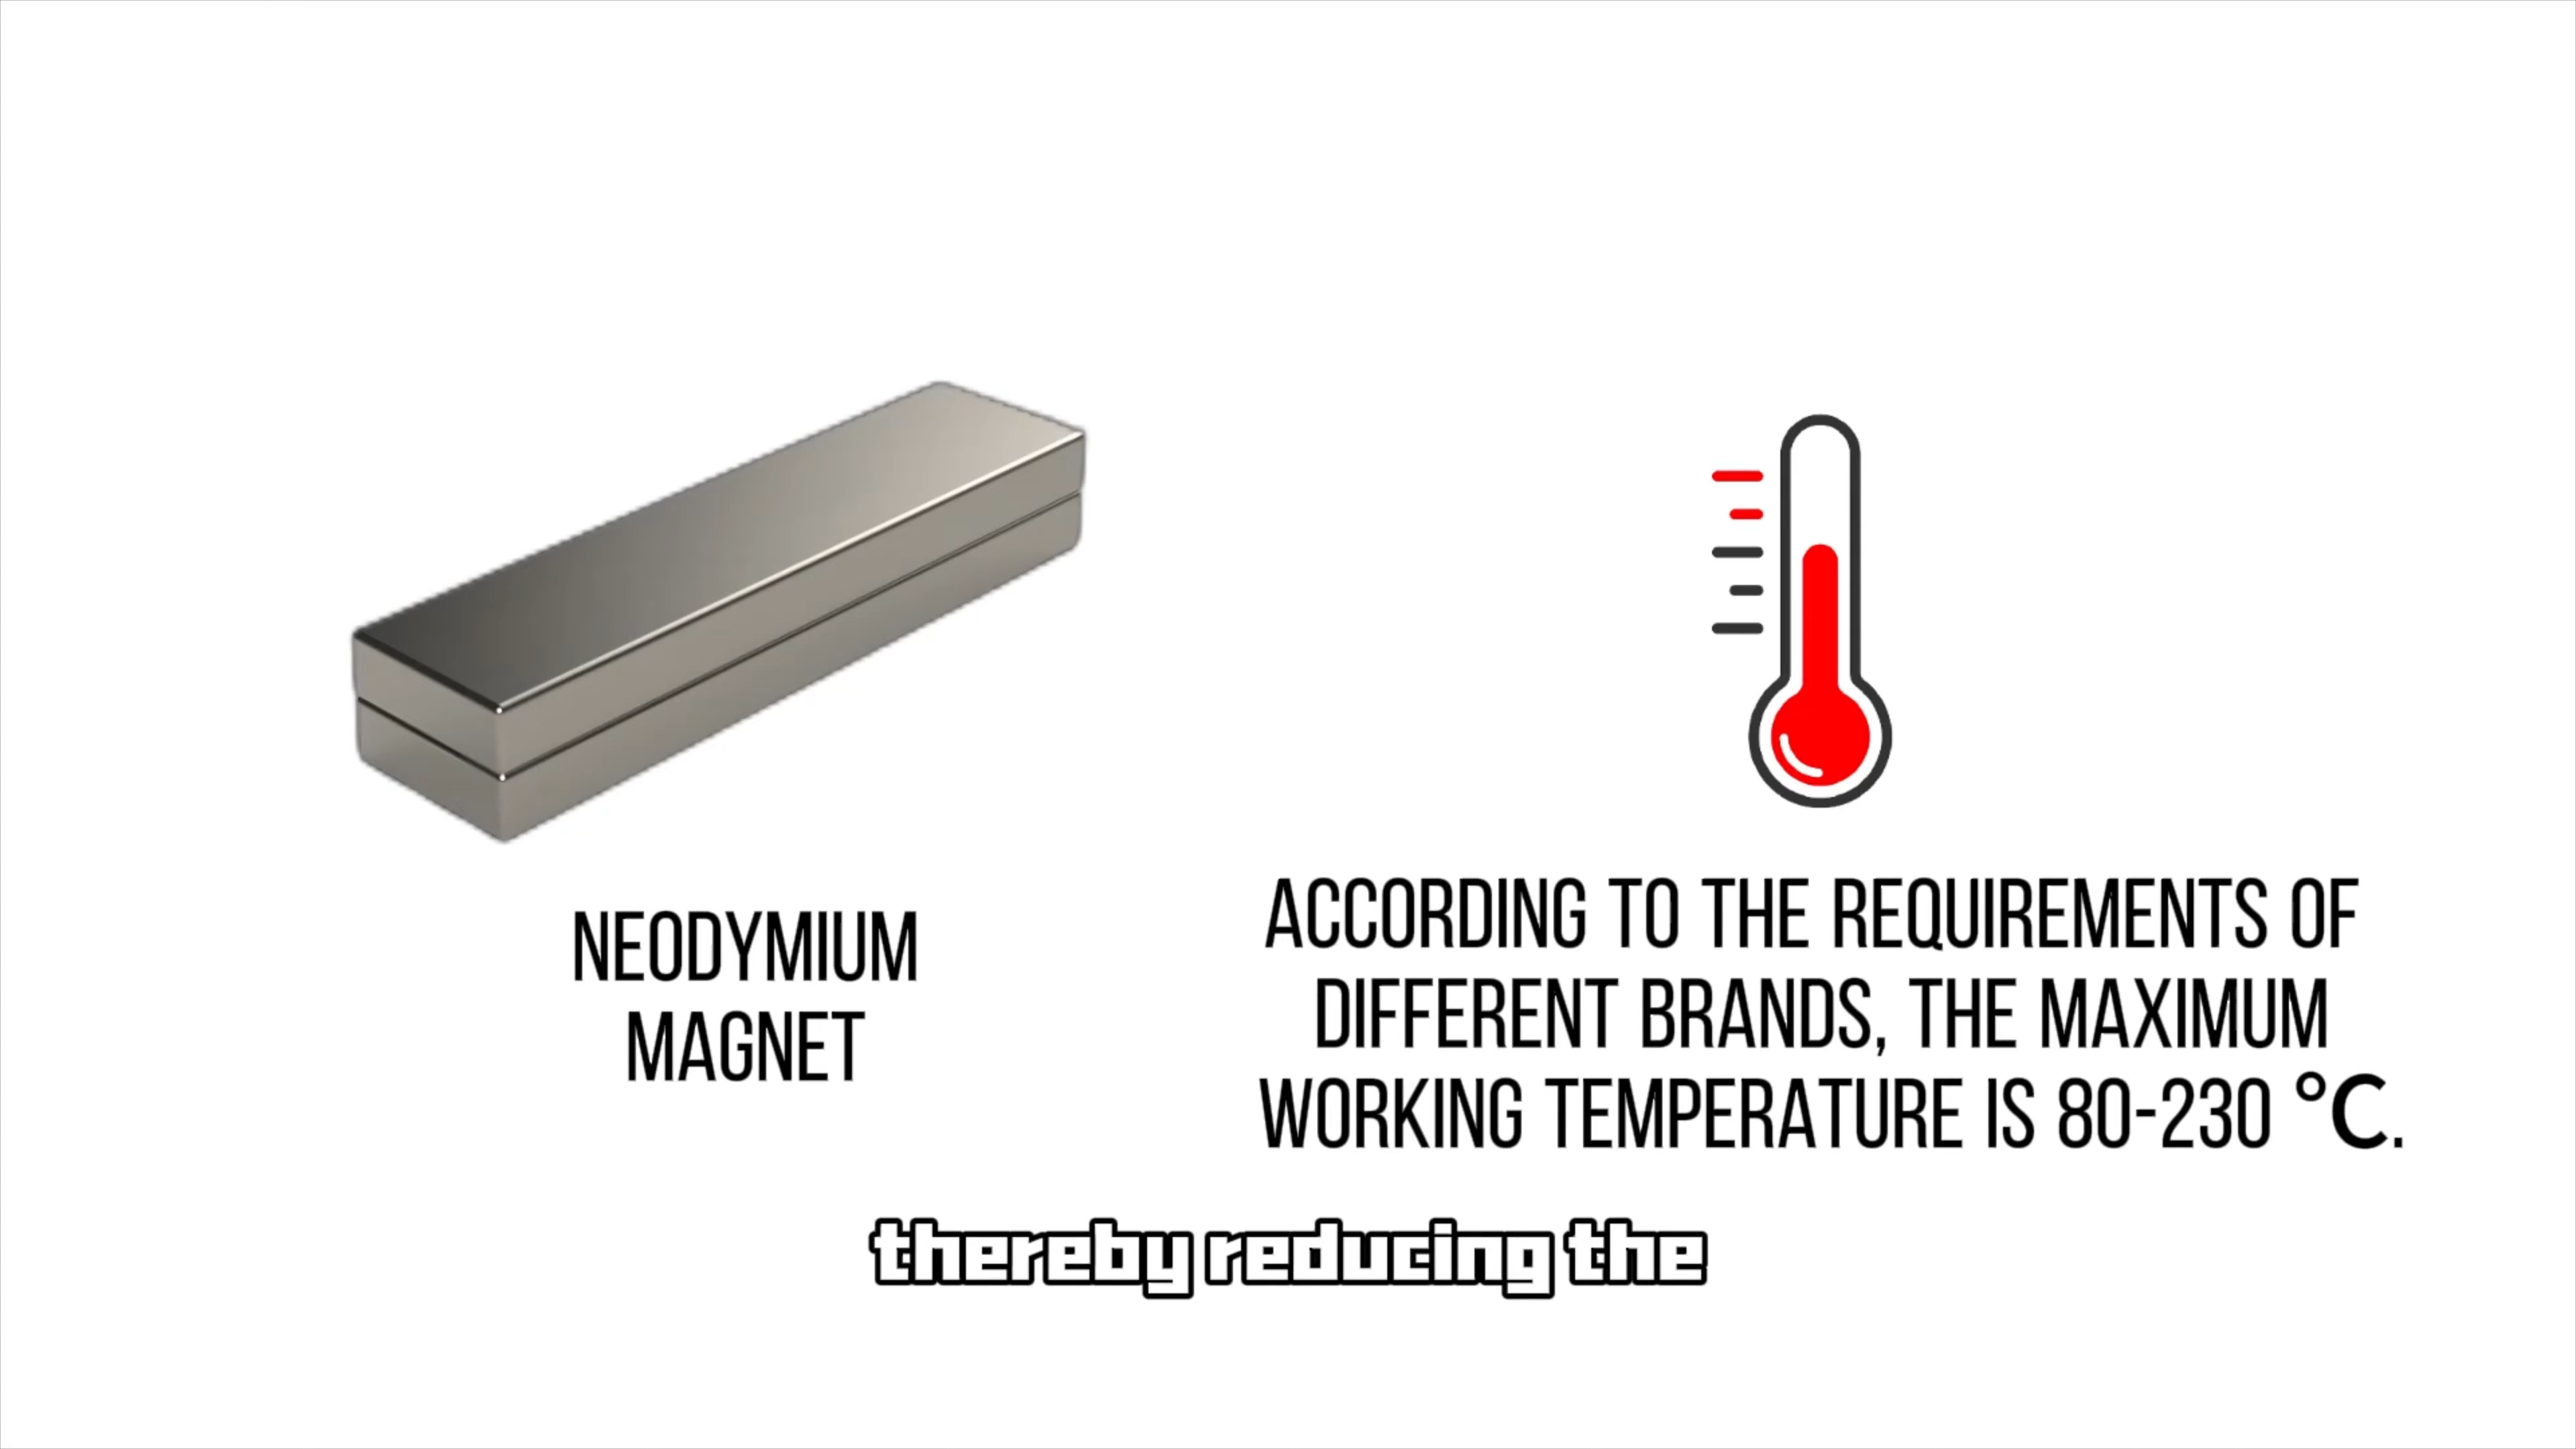 NEODYMIUM
MAGNET
ACCORDING TO THE REQUIREMENTS OF
DIFFERENT BRANDS, THE MAXIMUM
WORKING TEMPERATURE IS 80-230 °C.
thereby reducing the